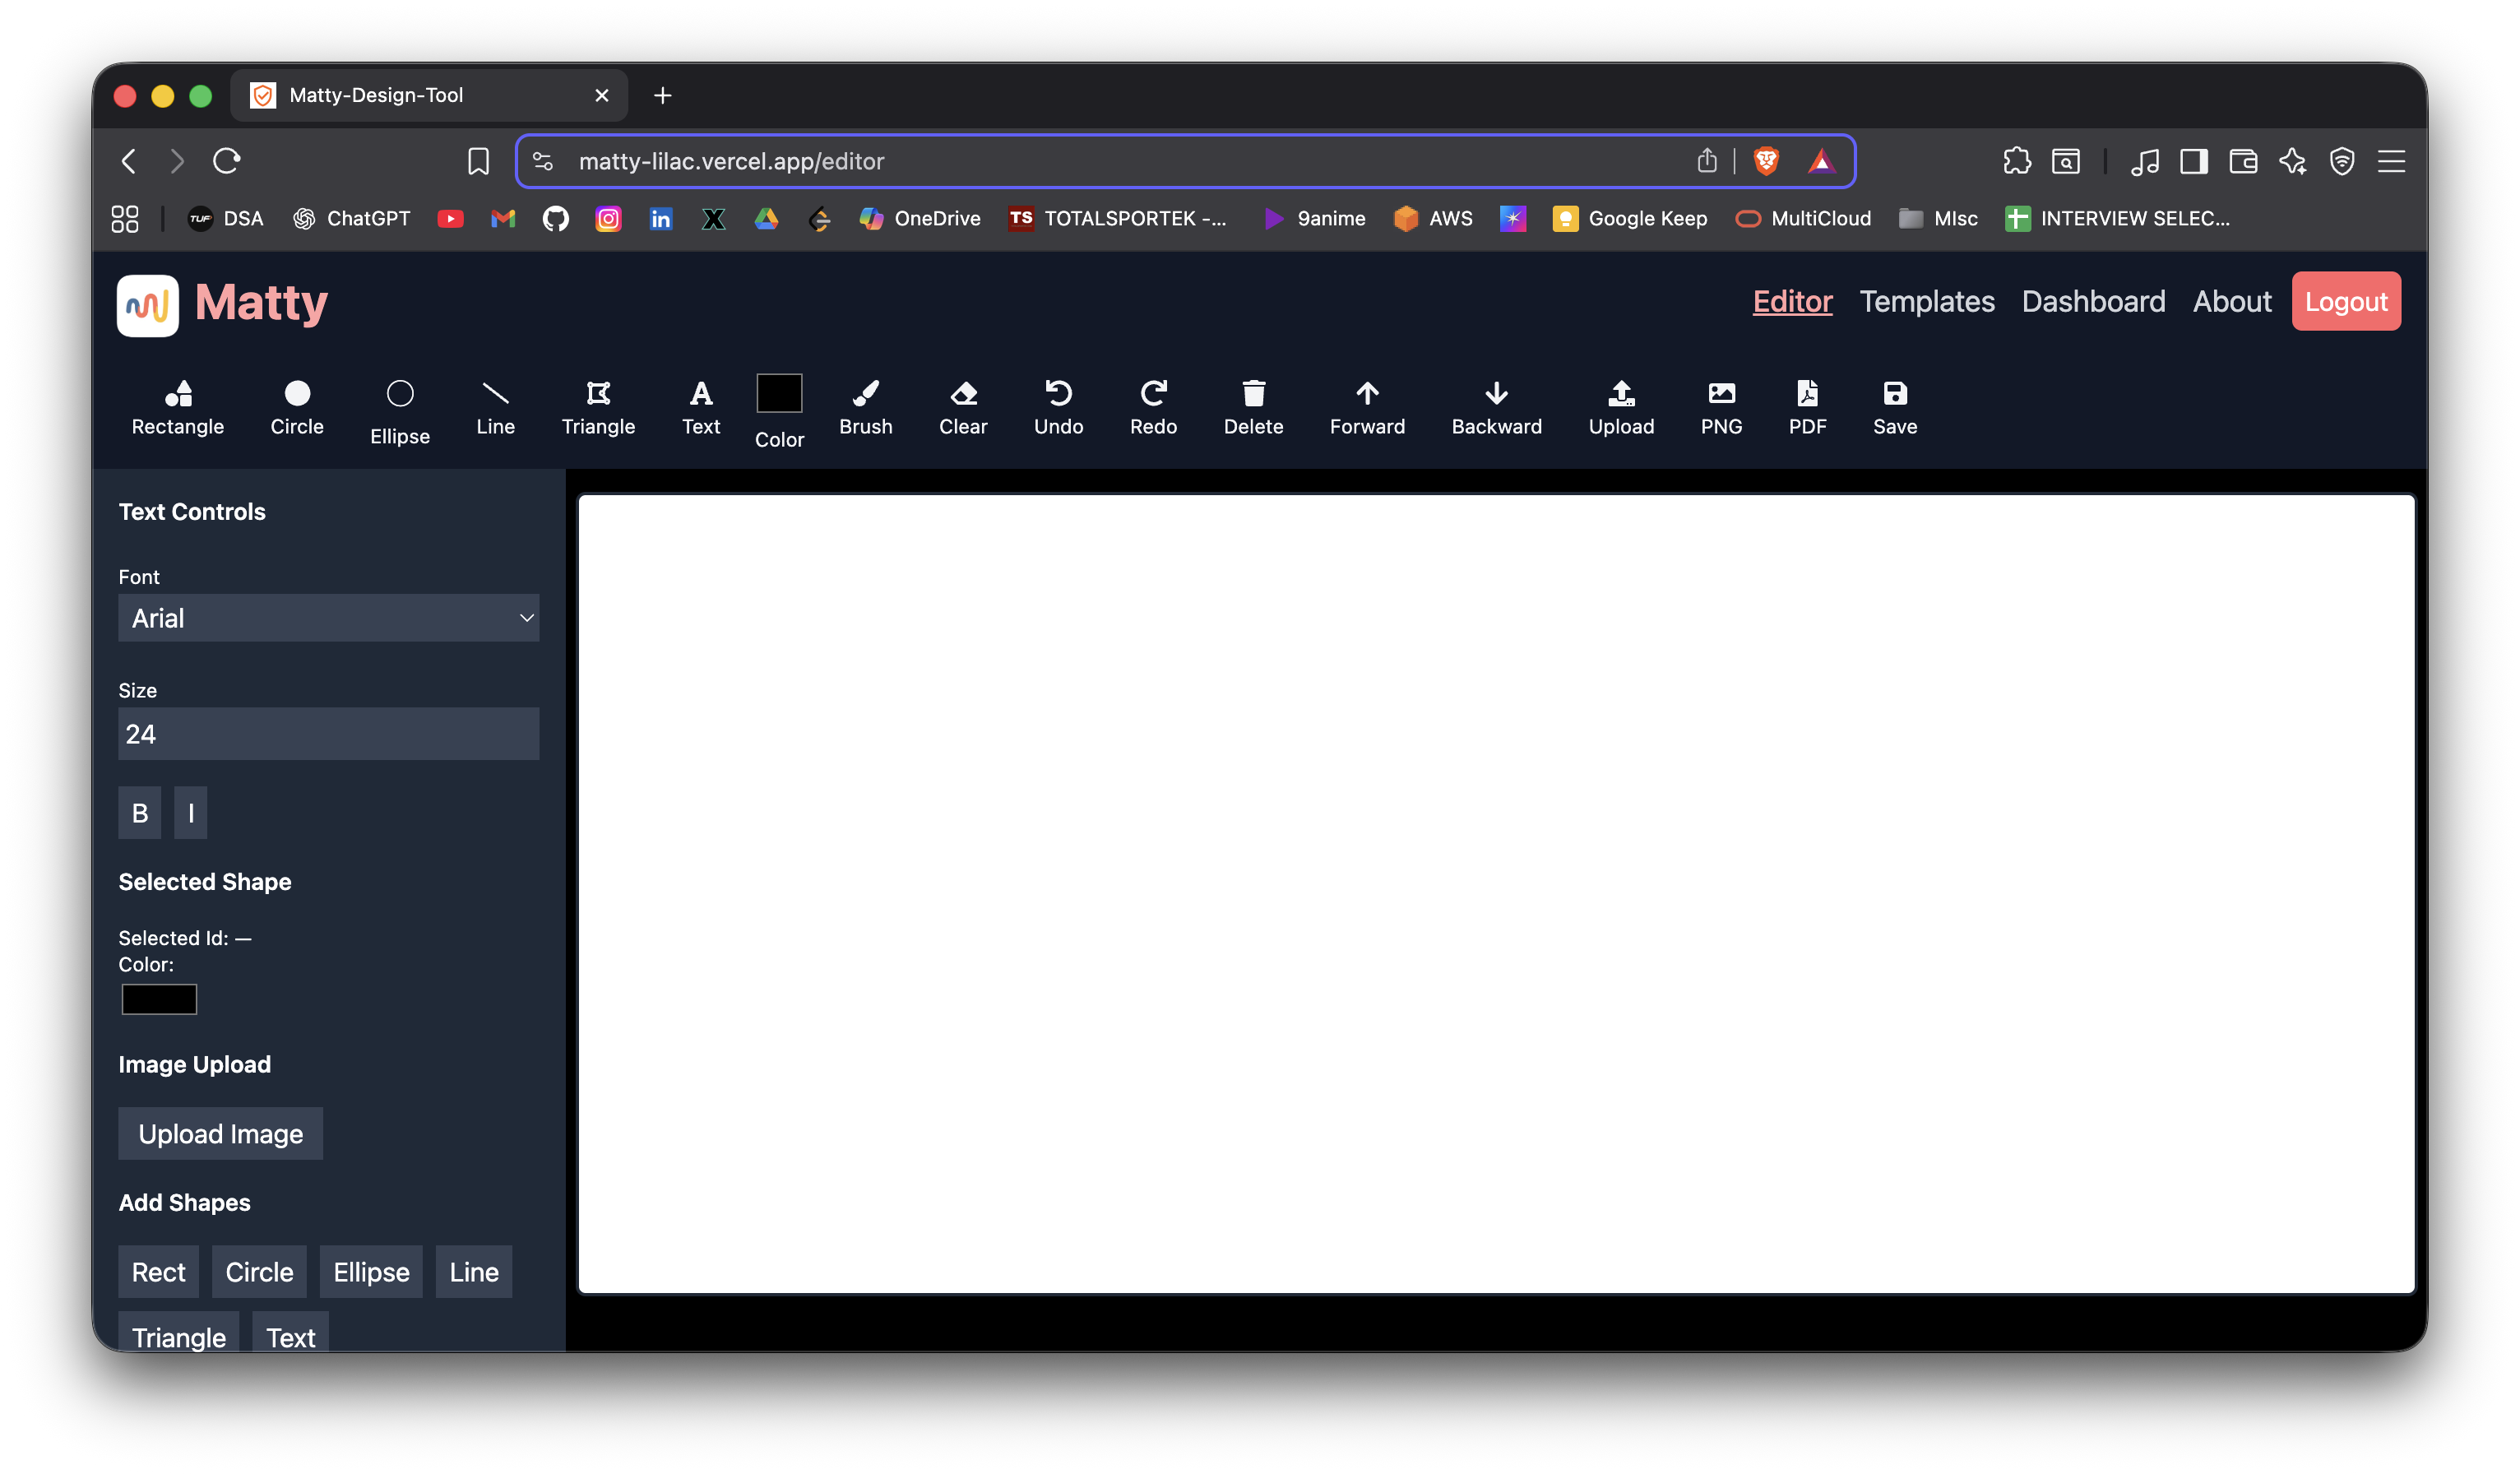 Matty-Design-Tool
matty-lilac.vercel.app/editor
TUF DSA ChatGPT OneDrive TS TOTALSPORTEK -... 9anime AWS Google Keep MultiCloud MIsc INTERVIEW SELEC...
Matty Editor Templates Dashboard About Logout
Rectangle Circle Ellipse Line Triangle Text Color Brush Clear Undo Redo Delete Forward Backward Upload PNG PDF Save
Text Controls
Font
Arial
Size
24
B I
Selected Shape
Selected Id: —
Color:
Image Upload
Upload Image
Add Shapes
Rect Circle Ellipse Line
Triangle Text